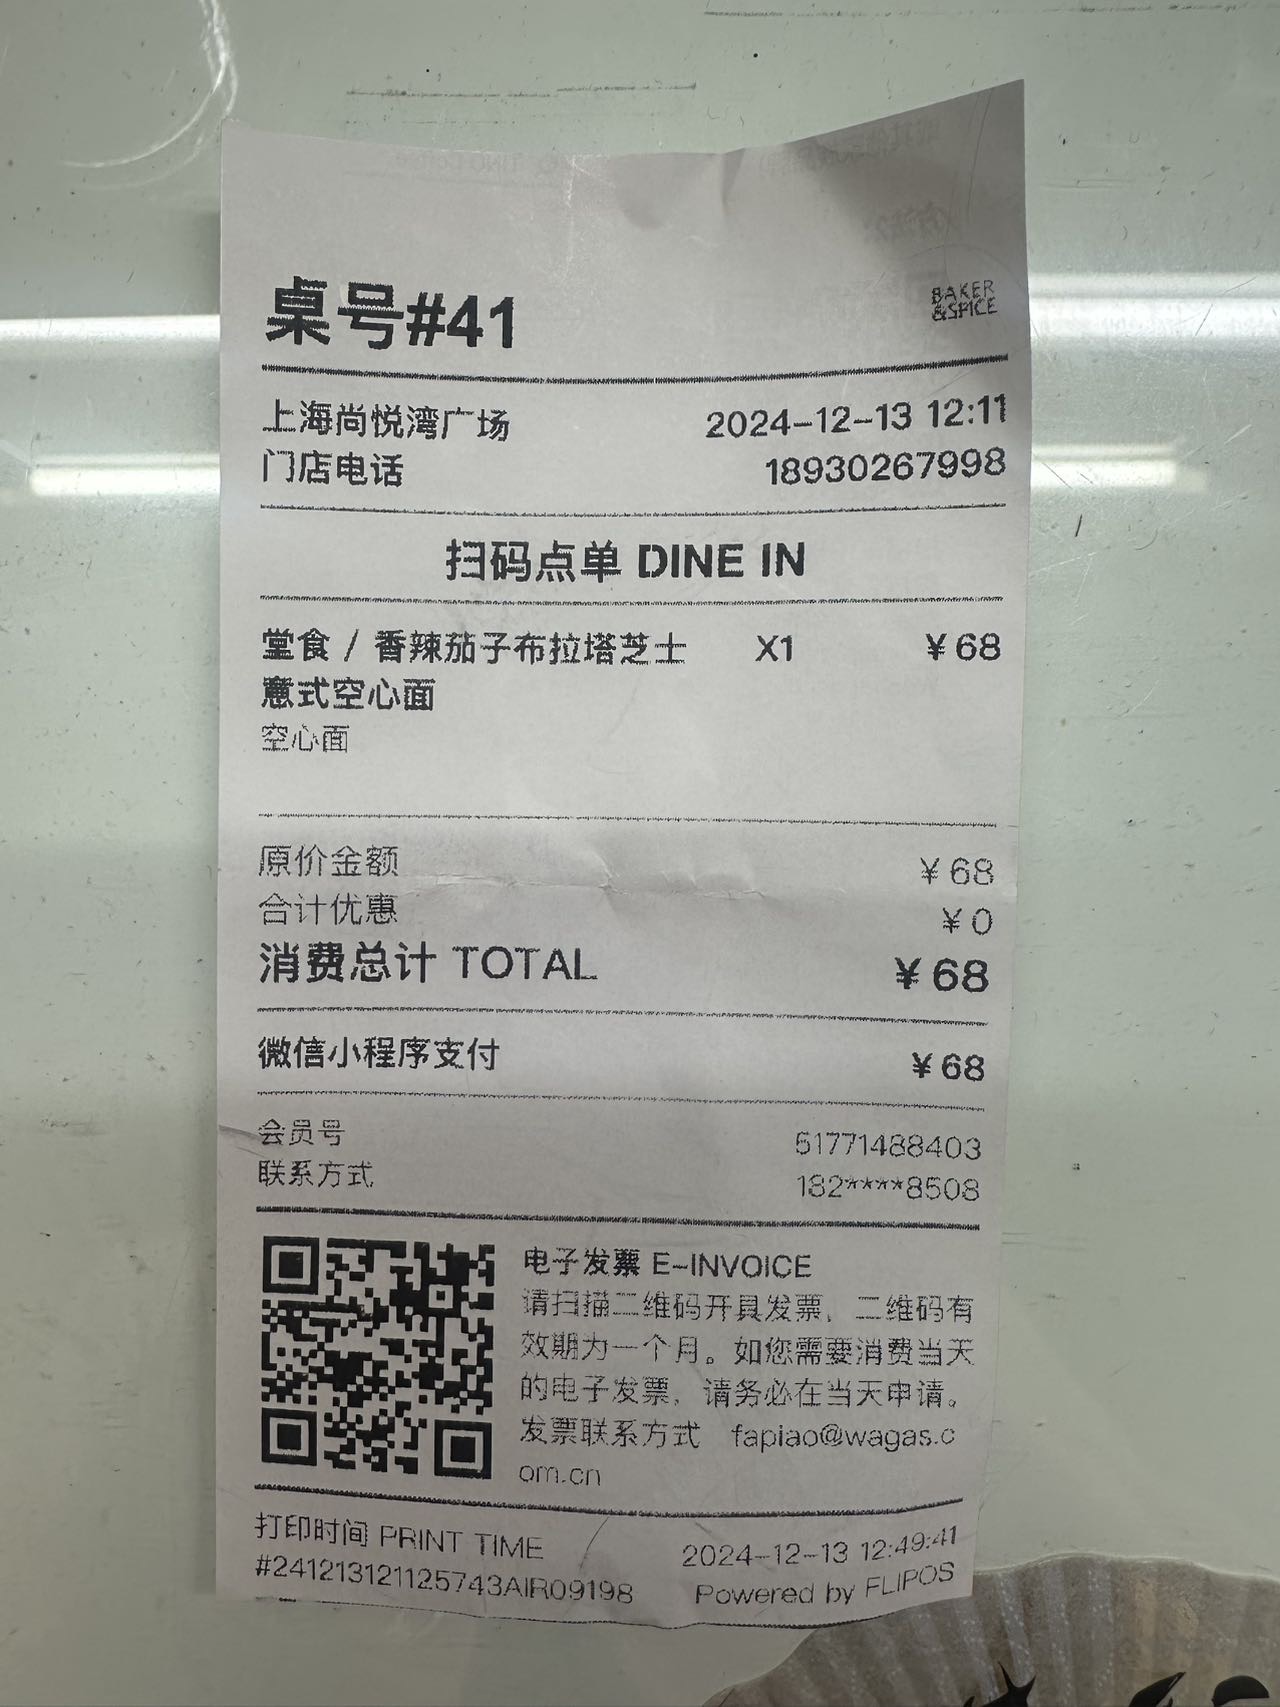 桌号#41
BAKER
&SPICE
上海尚悦湾广场 2024-12-13 12:11
门店电话 18930267998
扫码点单 DINE IN
堂食 / 香辣茄子布拉塔芝士 X1 ¥68
意式空心面
空心面
原价金额 ¥68
合计优惠 ¥0
消费总计 TOTAL ¥68
微信小程序支付 ¥68
会员号 51771488403
联系方式 182****8508
电子发票 E-INVOICE
请扫描二维码开具发票，二维码有
效期为一个月。如您需要消费当天
的电子发票，请务必在当天申请。
发票联系方式 fapiao@wagas.c
om.cn
打印时间 PRINT TIME 2024-12-13 12:49:41
#241213121125743AIR09198 Powered by FLIPOS